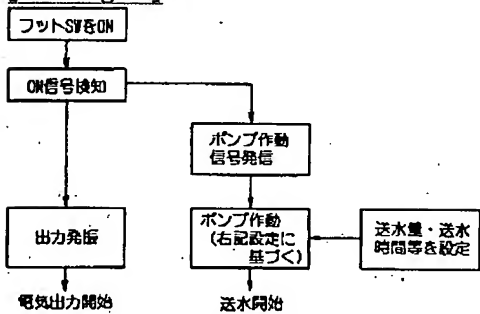 フットSWをON
ON信号検知
ポンプ作動
信号発信
出力発振
ポンプ作動
(右記設定に
基づく)
送水量・送水
時間等を設定
電気出力開始
送水開始